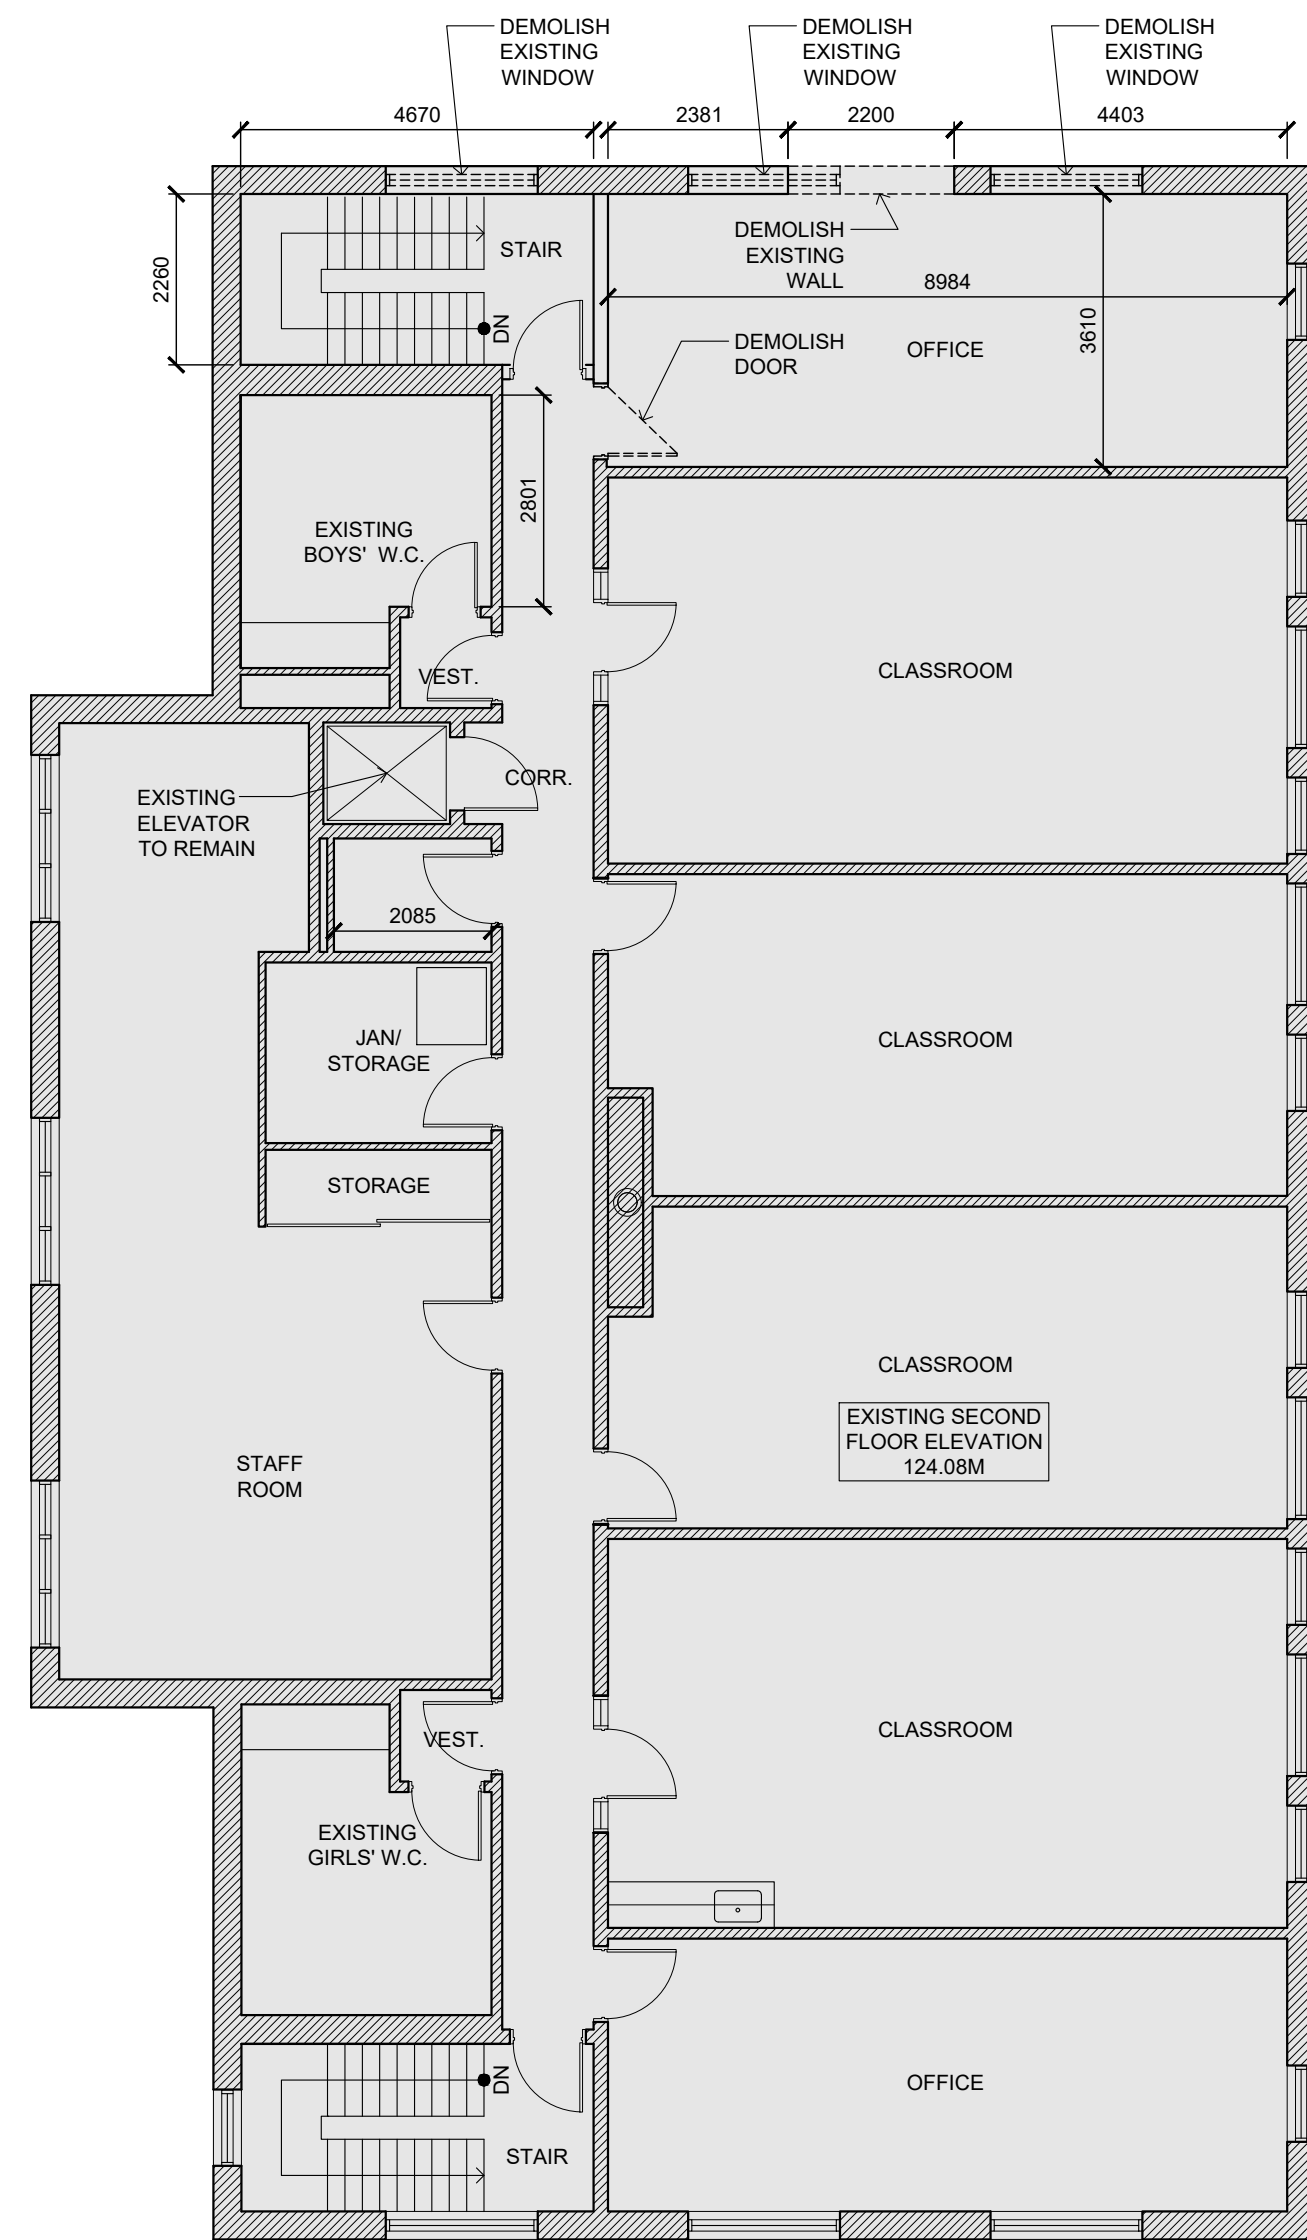 DEMOLISH
EXISTING
WINDOW
DEMOLISH
EXISTING
WINDOW
DEMOLISH
EXISTING
WINDOW
4670
2381
2200
4403
2260
STAIR
DN
DEMOLISH
EXISTING
WALL
8984
3610
DEMOLISH
DOOR
OFFICE
2801
EXISTING
BOYS' W.C.
VEST.
CLASSROOM
CORR.
EXISTING
ELEVATOR
TO REMAIN
2085
JAN/
STORAGE
CLASSROOM
STORAGE
CLASSROOM
EXISTING SECOND
FLOOR ELEVATION
124.08M
STAFF
ROOM
VEST.
CLASSROOM
EXISTING
GIRLS' W.C.
DN
STAIR
OFFICE